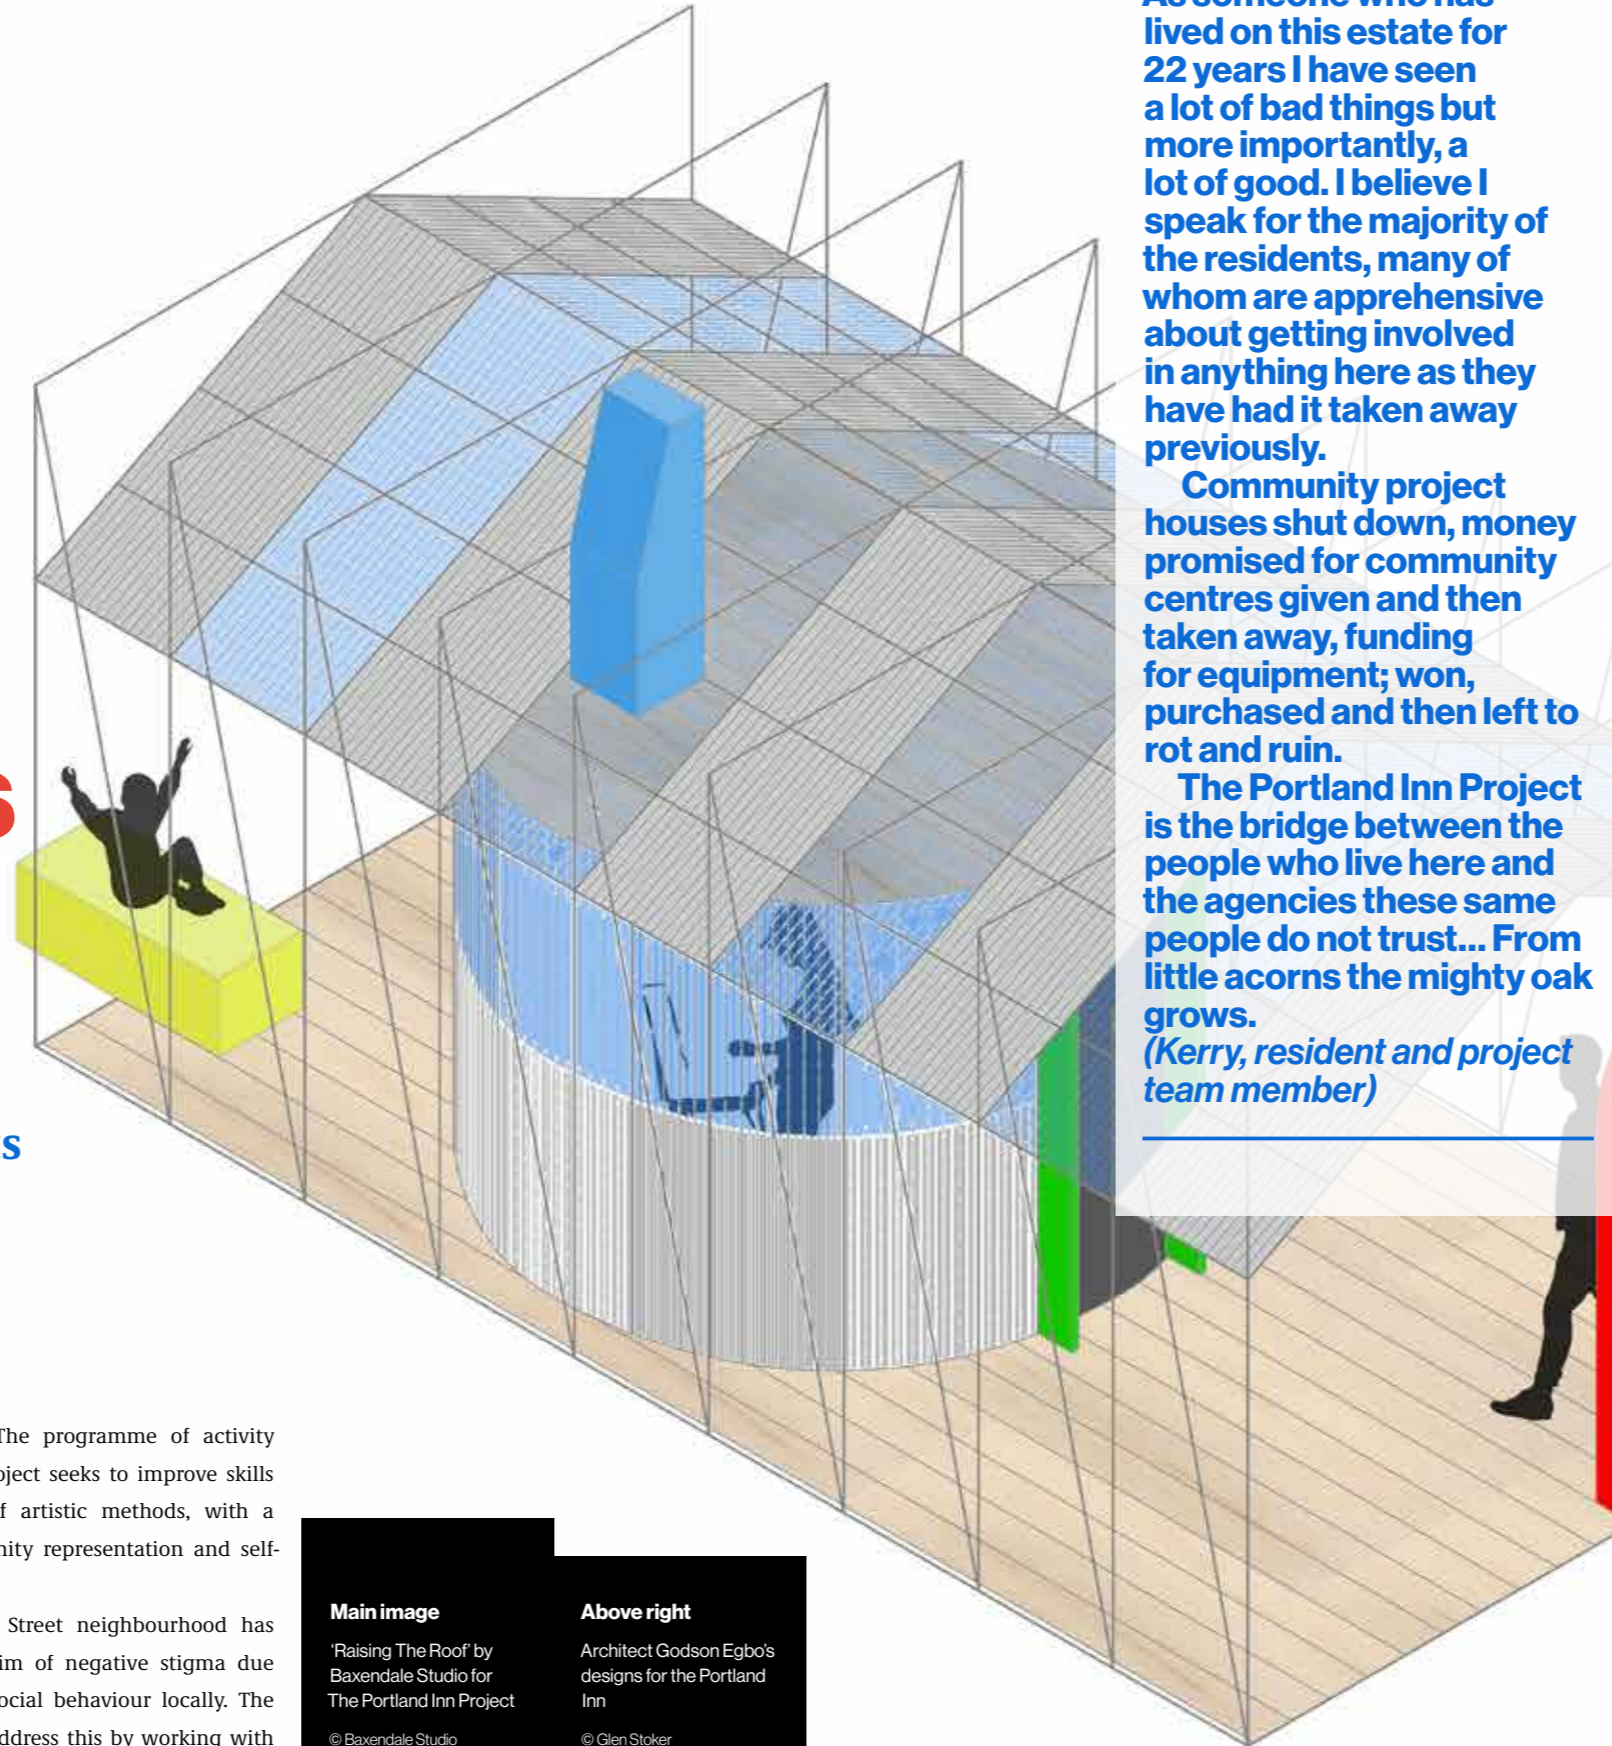 As someone who has
lived on this estate for
22 years I have seen
a lot of bad things but
more importantly, a
lot of good. I believe I
speak for the majority of
the residents, many of
whom are apprehensive
about getting involved
in anything here as they
have had it taken away
previously.
Community project
houses shut down, money
promised for community
centres given and then
taken away, funding
for equipment; won,
purchased and then left to
rot and ruin.
The Portland Inn Project
is the bridge between the
people who live here and
the agencies these same
people do not trust... From
little acorns the mighty oak
grows.
(Kerry, resident and project
team member)
The programme of activity
oject seeks to improve skills
f artistic methods, with a
nity representation and self-
Street neighbourhood has
im of negative stigma due
ocial behaviour locally. The
ddress this by working with
Main image
'Raising The Roof' by
Baxendale Studio for
The Portland Inn Project
© Baxendale Studio
Above right
Architect Godson Egbo's
designs for the Portland
Inn
© Glen Stoker